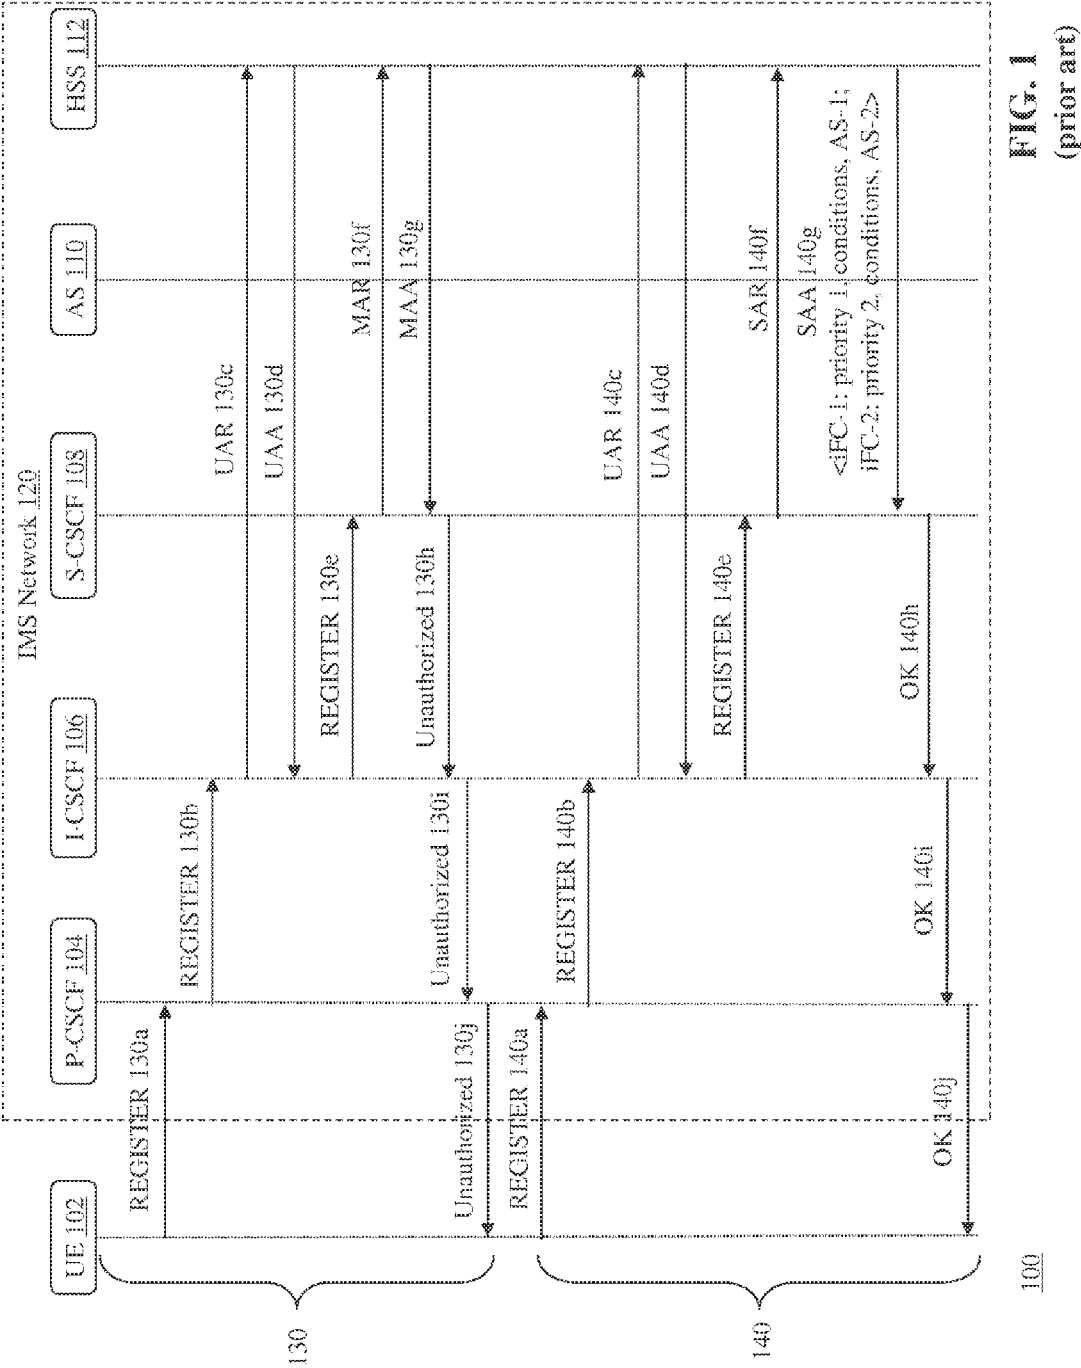 IMS Network 120
UE 102
P-CSCF 104
I-CSCF 106
S-CSCF 108
AS 110
HSS 112
130
REGISTER 130a
REGISTER 130b
UAR 130c
UAA 130d
REGISTER 130e
MAR 130f
MAA 130g
Unauthorized 130h
Unauthorized 130i
Unauthorized 130j
140
REGISTER 140a
REGISTER 140b
UAR 140c
UAA 140d
REGISTER 140e
SAR 140f
SAA 140g
<iFC-1: priority 1, conditions, AS-1;
iFC-2: priority 2, conditions, AS-2>
OK 140h
OK 140i
OK 140j
100
FIG. 1
(prior art)